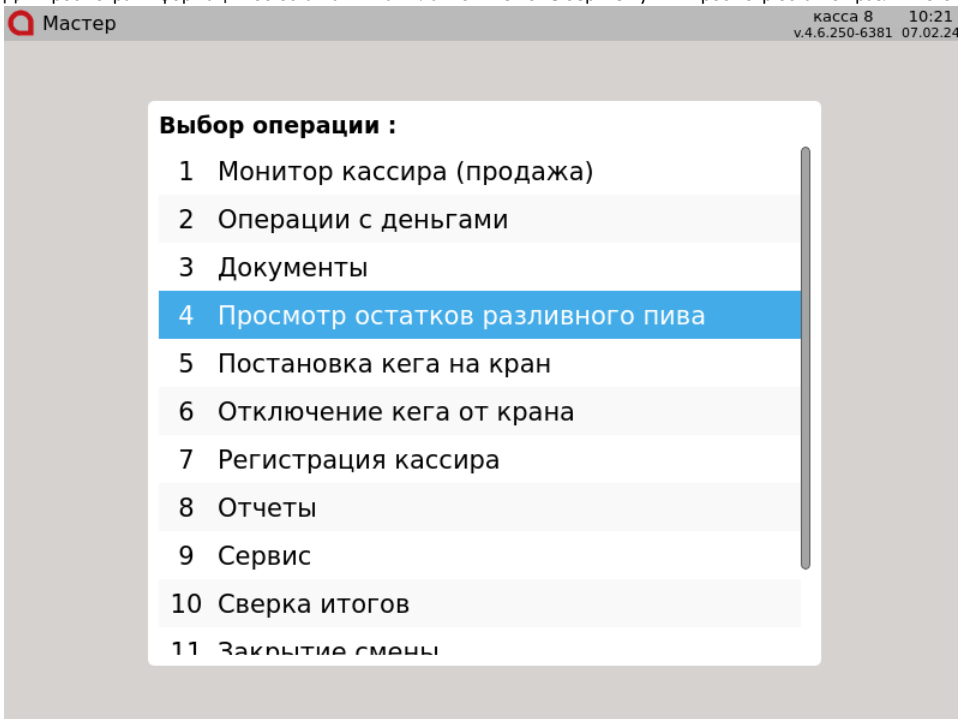 Мастер
касса 8 10:21
v.4.6.250-6381 07.02.24
Выбор операции :
1 Монитор кассира (продажа)
2 Операции с деньгами
3 Документы
4 Просмотр остатков разливного пива
5 Постановка кега на кран
6 Отключение кега от крана
7 Регистрация кассира
8 Отчеты
9 Сервис
10 Сверка итогов
11 Закрытие смены